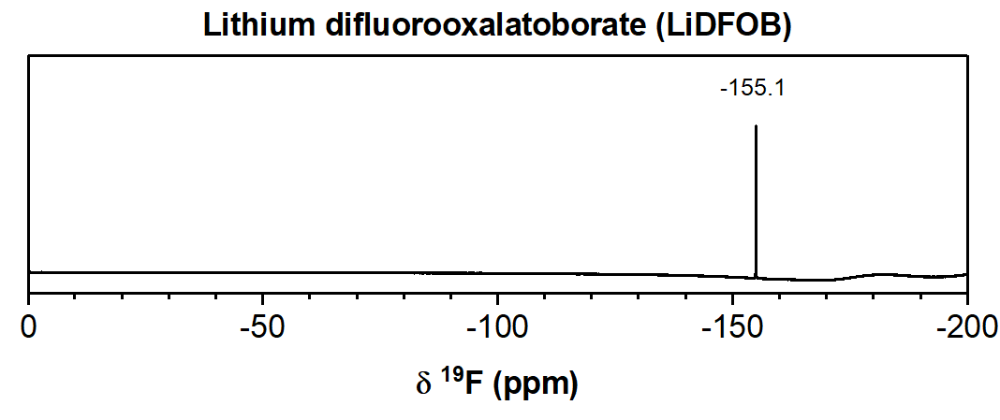 Lithium difluorooxalatoborate (LiDFOB)
-155.1
0 -50 -100 -150 -200
δ ¹⁹F (ppm)